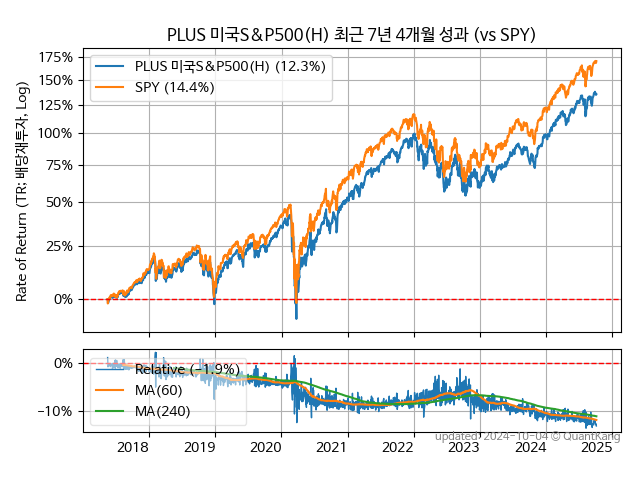 PLUS 미국S&P500(H) 최근 7년 4개월 성과 (vs SPY)
175%
150%
125%
100%
75%
50%
25%
0%
Rate of Return (TR: 배당재투자, Log)
PLUS 미국S&P500(H) (12.3%)
SPY (14.4%)
0%
−10%
Relative (−1.9%)
MA(60)
MA(240)
updated: 2024-10-04 © QuantKang
2018
2019
2020
2021
2022
2023
2024
2025